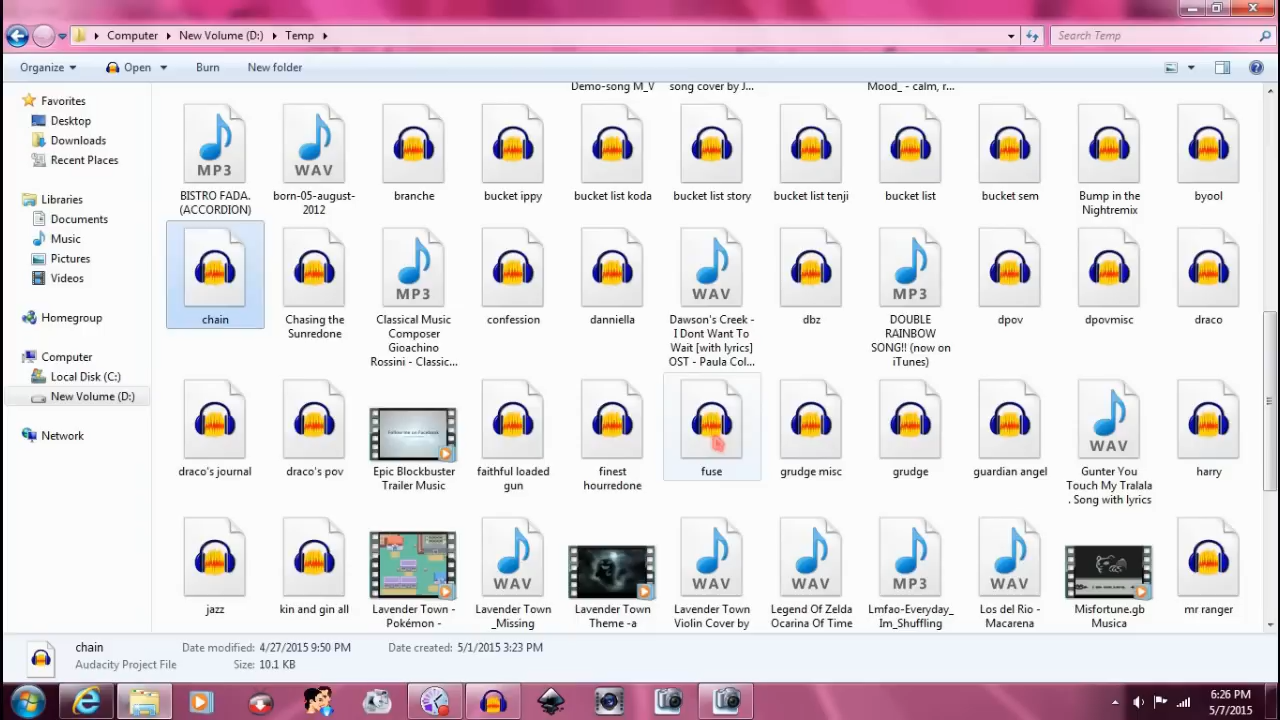 Computer New Volume (D:) Temp Search Temp
Organize Open Burn New folder
Demo-song M_V song cover by J... Mood_ - calm, r...
Favorites
Desktop
Downloads
Recent Places
Libraries
Documents
Music
Pictures
Videos
Homegroup
Computer
Local Disk (C:)
New Volume (D:)
Network
MP3 WAV
BISTRO FADA. born-05-august- branche bucket ippy bucket list koda bucket list story bucket list tenji bucket list bucket sem Bump in the byool
(ACCORDION) 2012 Nightremix
MP3 WAV MP3
chain Chasing the Classical Music confession danniella Dawson's Creek - dbz DOUBLE dpov dpovmisc draco
Sunredone Composer I Dont Want To RAINBOW
Gioachino Wait [with lyrics] SONG!! (now on
Rossini - Classic... OST - Paula Col... iTunes)
Follow me on Facebook
WAV
draco's journal draco's pov Epic Blockbuster faithful loaded finest fuse grudge misc grudge guardian angel Gunter You harry
Trailer Music gun hourredone Touch My Tralala
. Song with lyrics
WAV WAV WAV MP3 WAV
jazz kin and gin all Lavender Town - Lavender Town Lavender Town Lavender Town Legend Of Zelda Lmfao-Everyday_ Los del Rio - Misfortune.gb mr ranger
Pokémon - _Missing Theme -a Violin Cover by Ocarina Of Time Im_Shuffling Macarena Musica
chain Date modified: 4/27/2015 9:50 PM Date created: 5/1/2015 3:23 PM
Audacity Project File Size: 10.1 KB
6:26 PM
5/7/2015